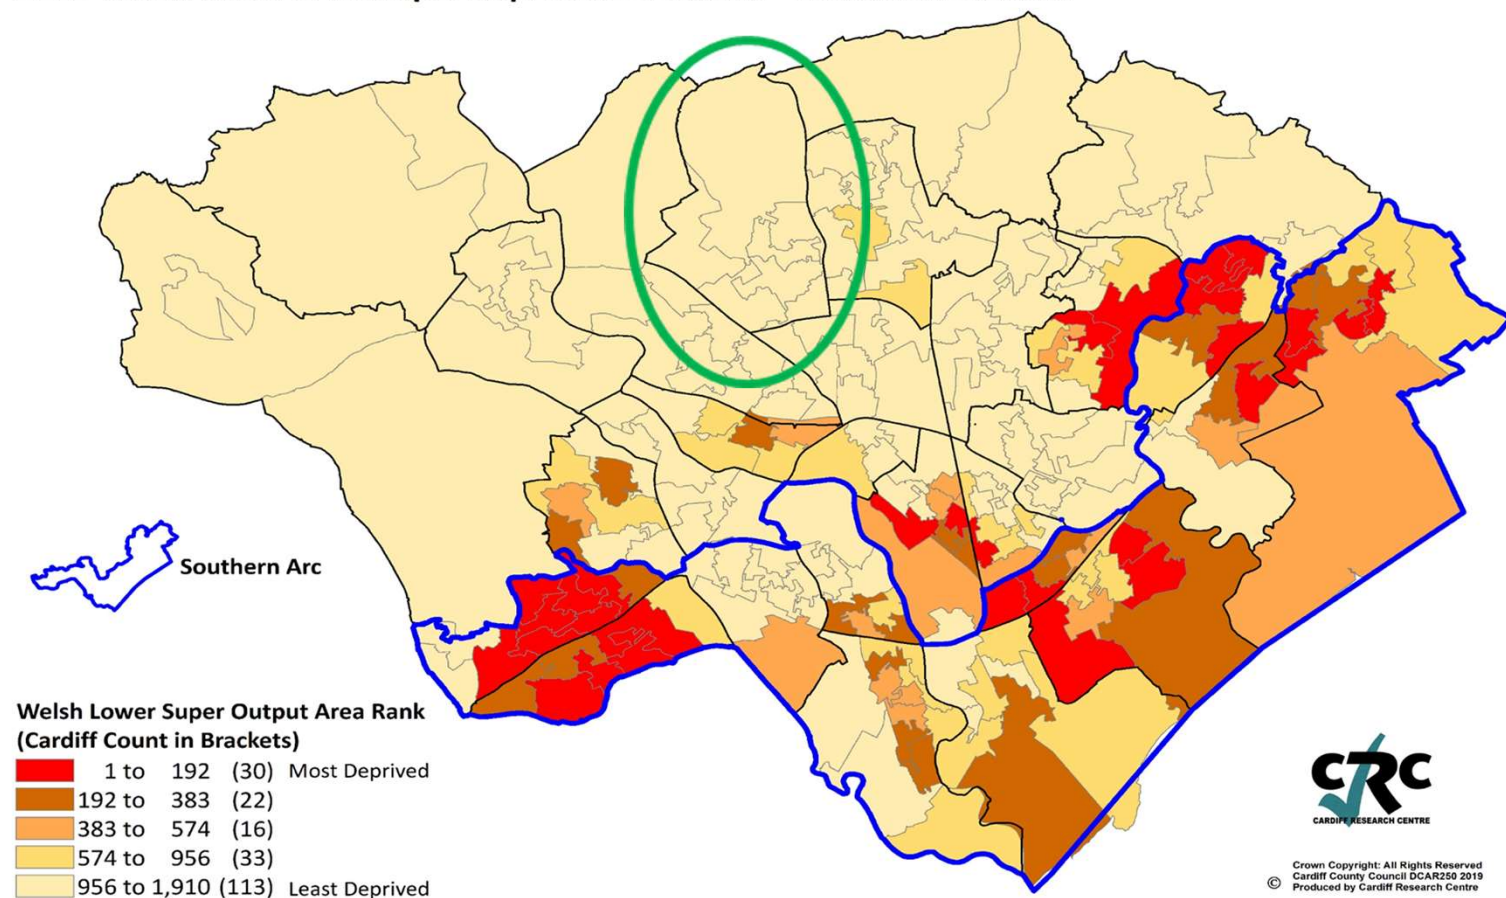 Southern Arc
Welsh Lower Super Output Area Rank
(Cardiff Count in Brackets)
1 to 192 (30) Most Deprived
192 to 383 (22)
383 to 574 (16)
574 to 956 (33)
956 to 1,910 (113) Least Deprived
CRC
CARDIFF RESEARCH CENTRE
Crown Copyright: All Rights Reserved
Cardiff County Council DCAR250 2019
© Produced by Cardiff Research Centre